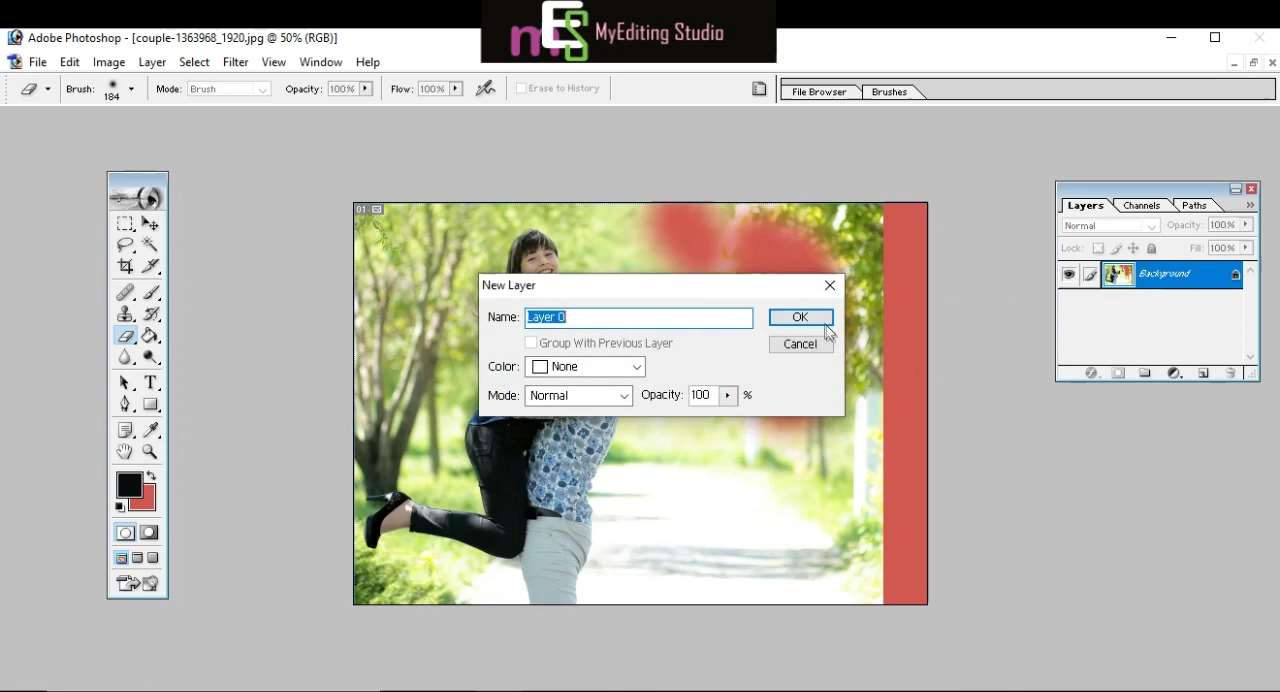 mES MyEditing Studio
Adobe Photoshop - [couple-1363968_1920.jpg @ 50% (RGB)]
File Edit Image Layer Select Filter View Window Help
Brush: 184 Mode: Brush Opacity: 100% Flow: 100% Erase to History File Browser Brushes
01
Layers Channels Paths
Normal Opacity: 100%
Lock: Fill: 100%
Background
New Layer
Name: Layer 0 OK
Group With Previous Layer Cancel
Color: None
Mode: Normal Opacity: 100 %
T